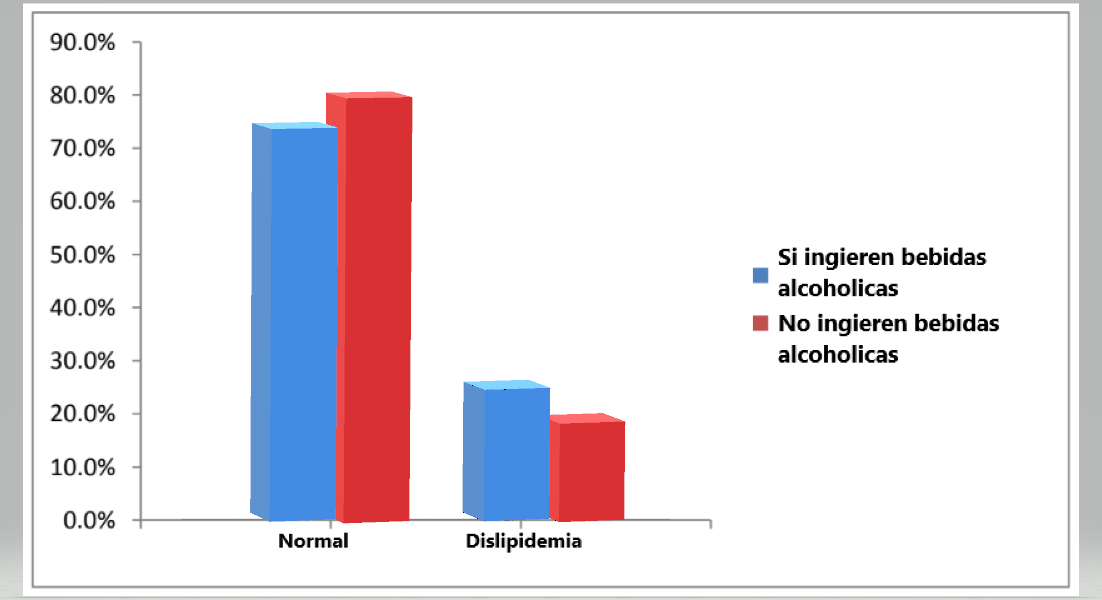 90.0%
80.0%
70.0%
60.0%
50.0%
40.0%
30.0%
20.0%
10.0%
0.0%
Normal
Dislipidemia
Si ingieren bebidas
alcoholicas
No ingieren bebidas
alcoholicas